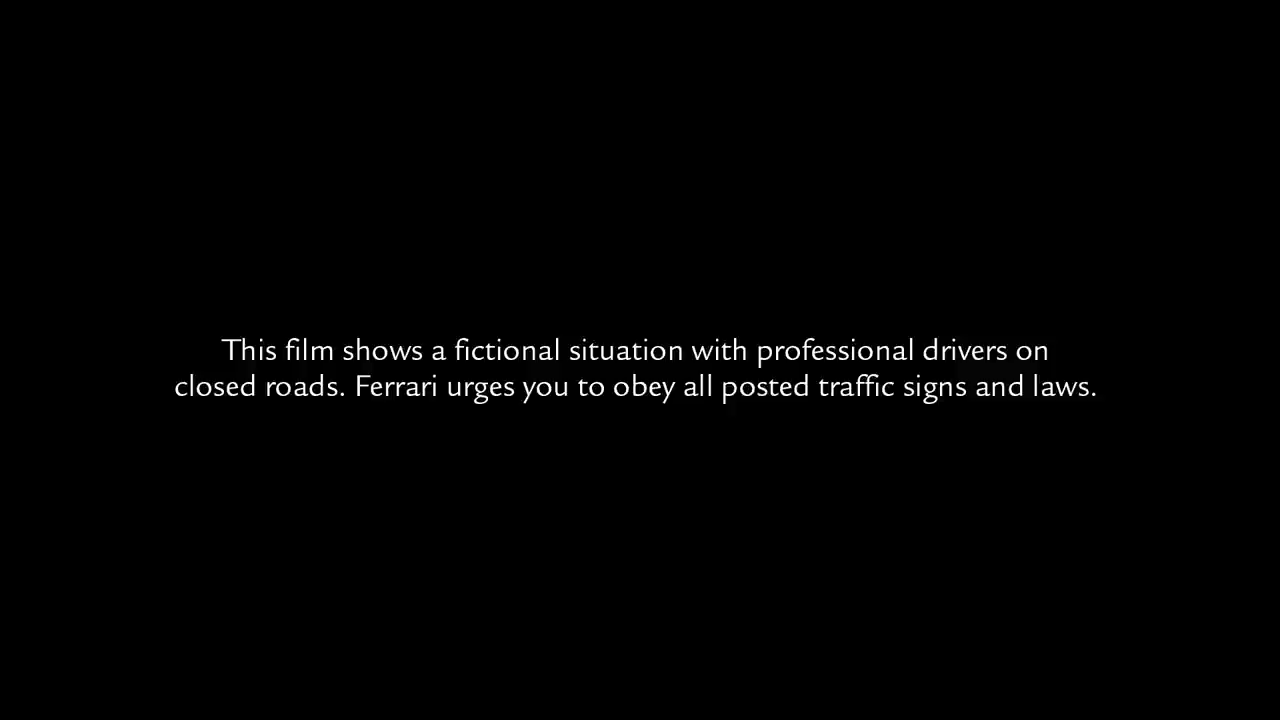 This film shows a fictional situation with professional drivers on
closed roads. Ferrari urges you to obey all posted traffic signs and laws.